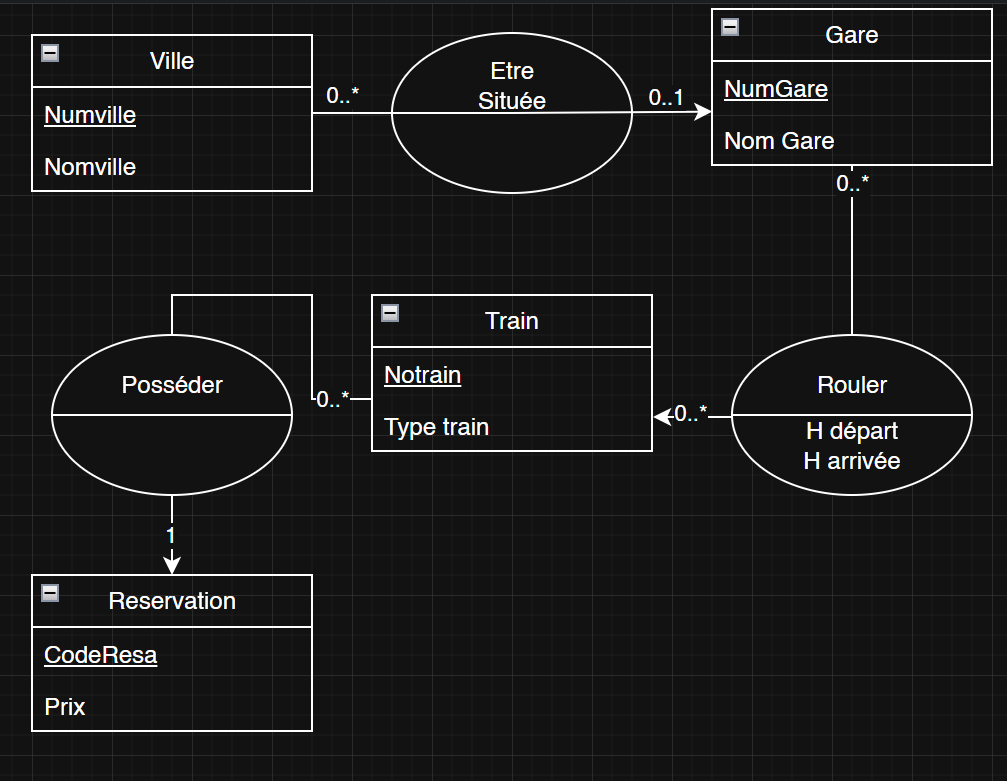 Ville
Numville
Nomville
0..*
Etre
Située
0..1
Gare
NumGare
Nom Gare
0..*
Posséder
0..*
Train
Notrain
Type train
0..*
Rouler
H départ
H arrivée
1
Reservation
CodeResa
Prix